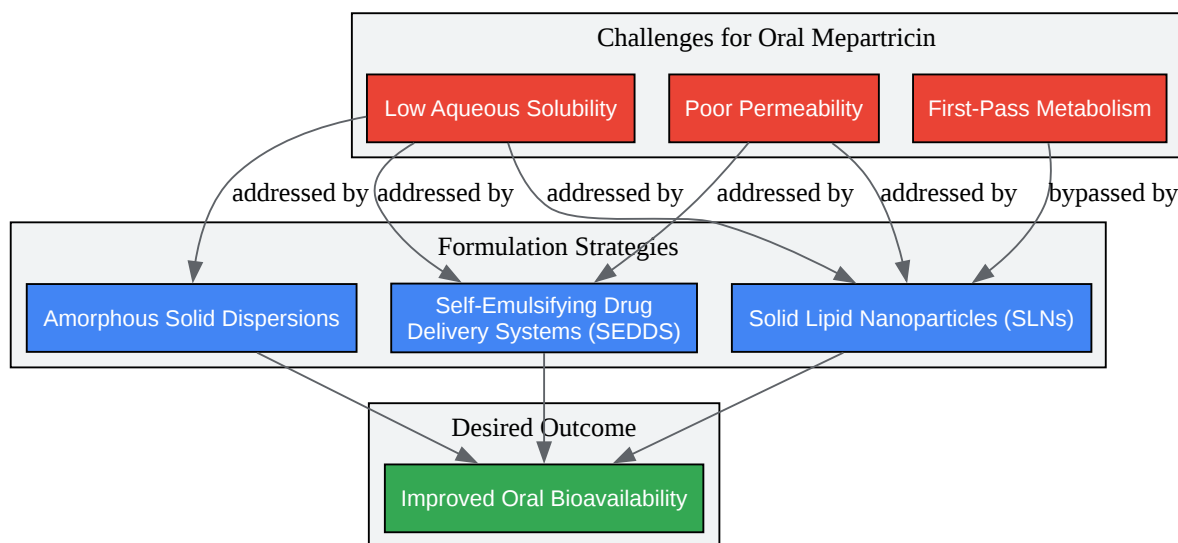 Challenges for Oral Mepartricin
Low Aqueous Solubility
Poor Permeability
First-Pass Metabolism
addressed by
addressed by
addressed by
addressed by
addressed by
bypassed by
Formulation Strategies
Amorphous Solid Dispersions
Self-Emulsifying Drug
Delivery Systems (SEDDS)
Solid Lipid Nanoparticles (SLNs)
Desired Outcome
Improved Oral Bioavailability